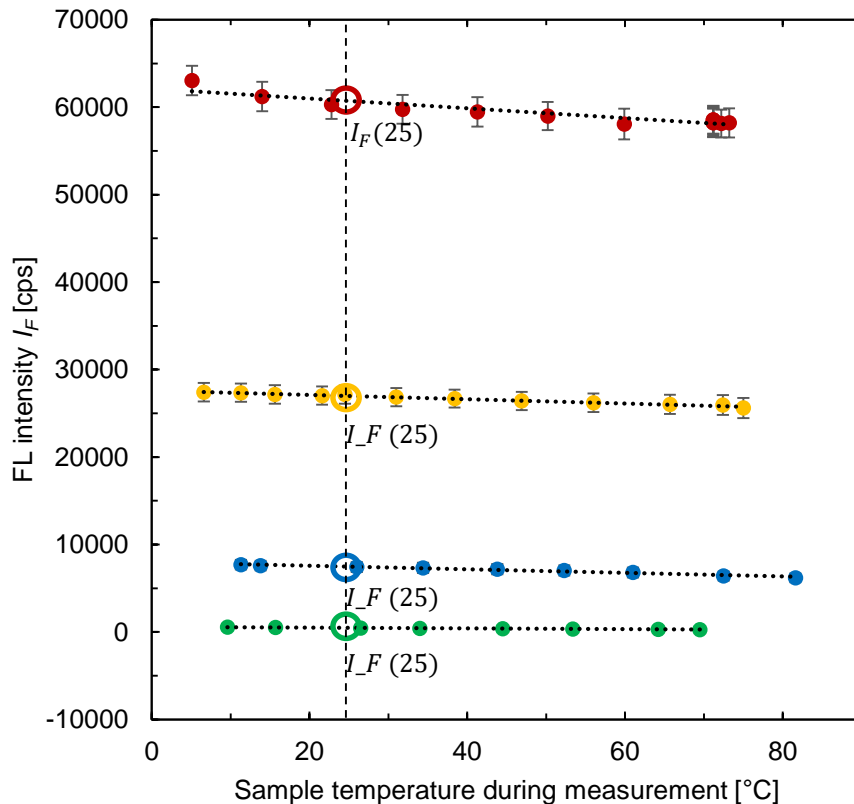 70000
60000
50000
40000
30000
20000
10000
0
-10000
FL intensity I_F [cps]
I_F (25)
I_F (25)
I_F (25)
I_F (25)
0
20
40
60
80
Sample temperature during measurement [°C]